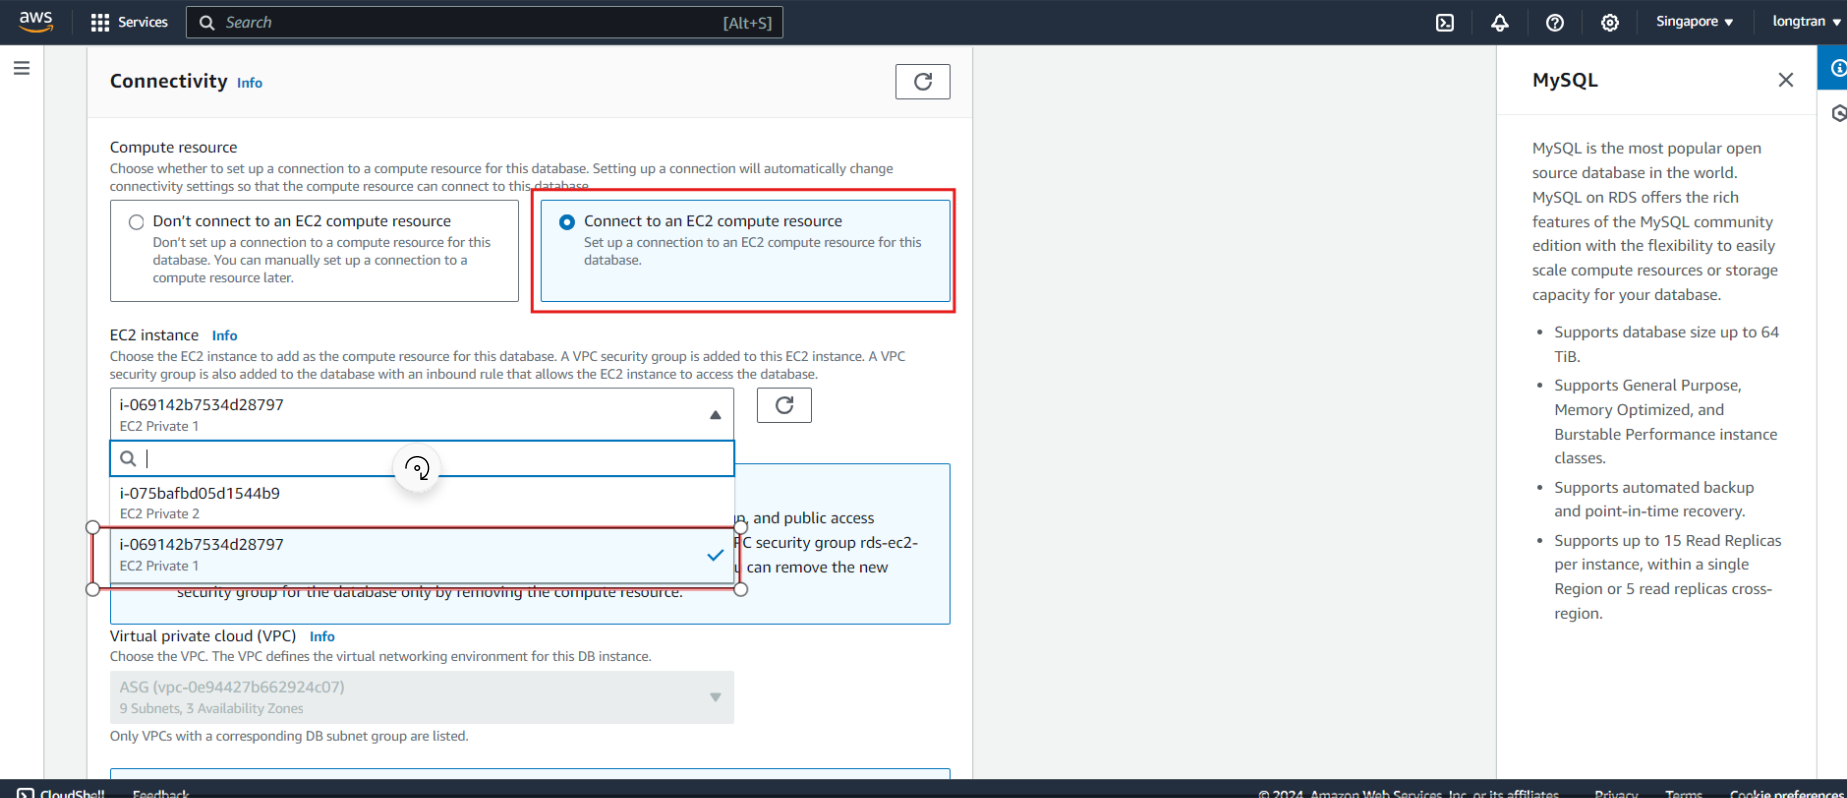 aws
Services
Search
[Alt+S]
Singapore
longtran
Connectivity Info
Compute resource
Choose whether to set up a connection to a compute resource for this database. Setting up a connection will automatically change
connectivity settings so that the compute resource can connect to this database.
Don't connect to an EC2 compute resource
Don't set up a connection to a compute resource for this
database. You can manually set up a connection to a
compute resource later.
Connect to an EC2 compute resource
Set up a connection to an EC2 compute resource for this
database.
EC2 instance Info
Choose the EC2 instance to add as the compute resource for this database. A VPC security group is added to this EC2 instance. A VPC
security group is also added to the database with an inbound rule that allows the EC2 instance to access the database.
i-069142b7534d28797
EC2 Private 1
i-075bafbd05d1544b9
EC2 Private 2
i-069142b7534d28797
EC2 Private 1
, and public access
security group rds-ec2-
can remove the new
security group for the database only by removing the compute resource.
Virtual private cloud (VPC) Info
Choose the VPC. The VPC defines the virtual networking environment for this DB instance.
ASG (vpc-0e94427b662924c07)
9 Subnets, 3 Availability Zones
Only VPCs with a corresponding DB subnet group are listed.
MySQL
MySQL is the most popular open
source database in the world.
MySQL on RDS offers the rich
features of the MySQL community
edition with the flexibility to easily
scale compute resources or storage
capacity for your database.
• Supports database size up to 64
TiB.
• Supports General Purpose,
Memory Optimized, and
Burstable Performance instance
classes.
• Supports automated backup
and point-in-time recovery.
• Supports up to 15 Read Replicas
per instance, within a single
Region or 5 read replicas cross-
region.
CloudShell
Feedback
© 2024, Amazon Web Services, Inc. or its affiliates.
Privacy
Terms
Cookie preferences